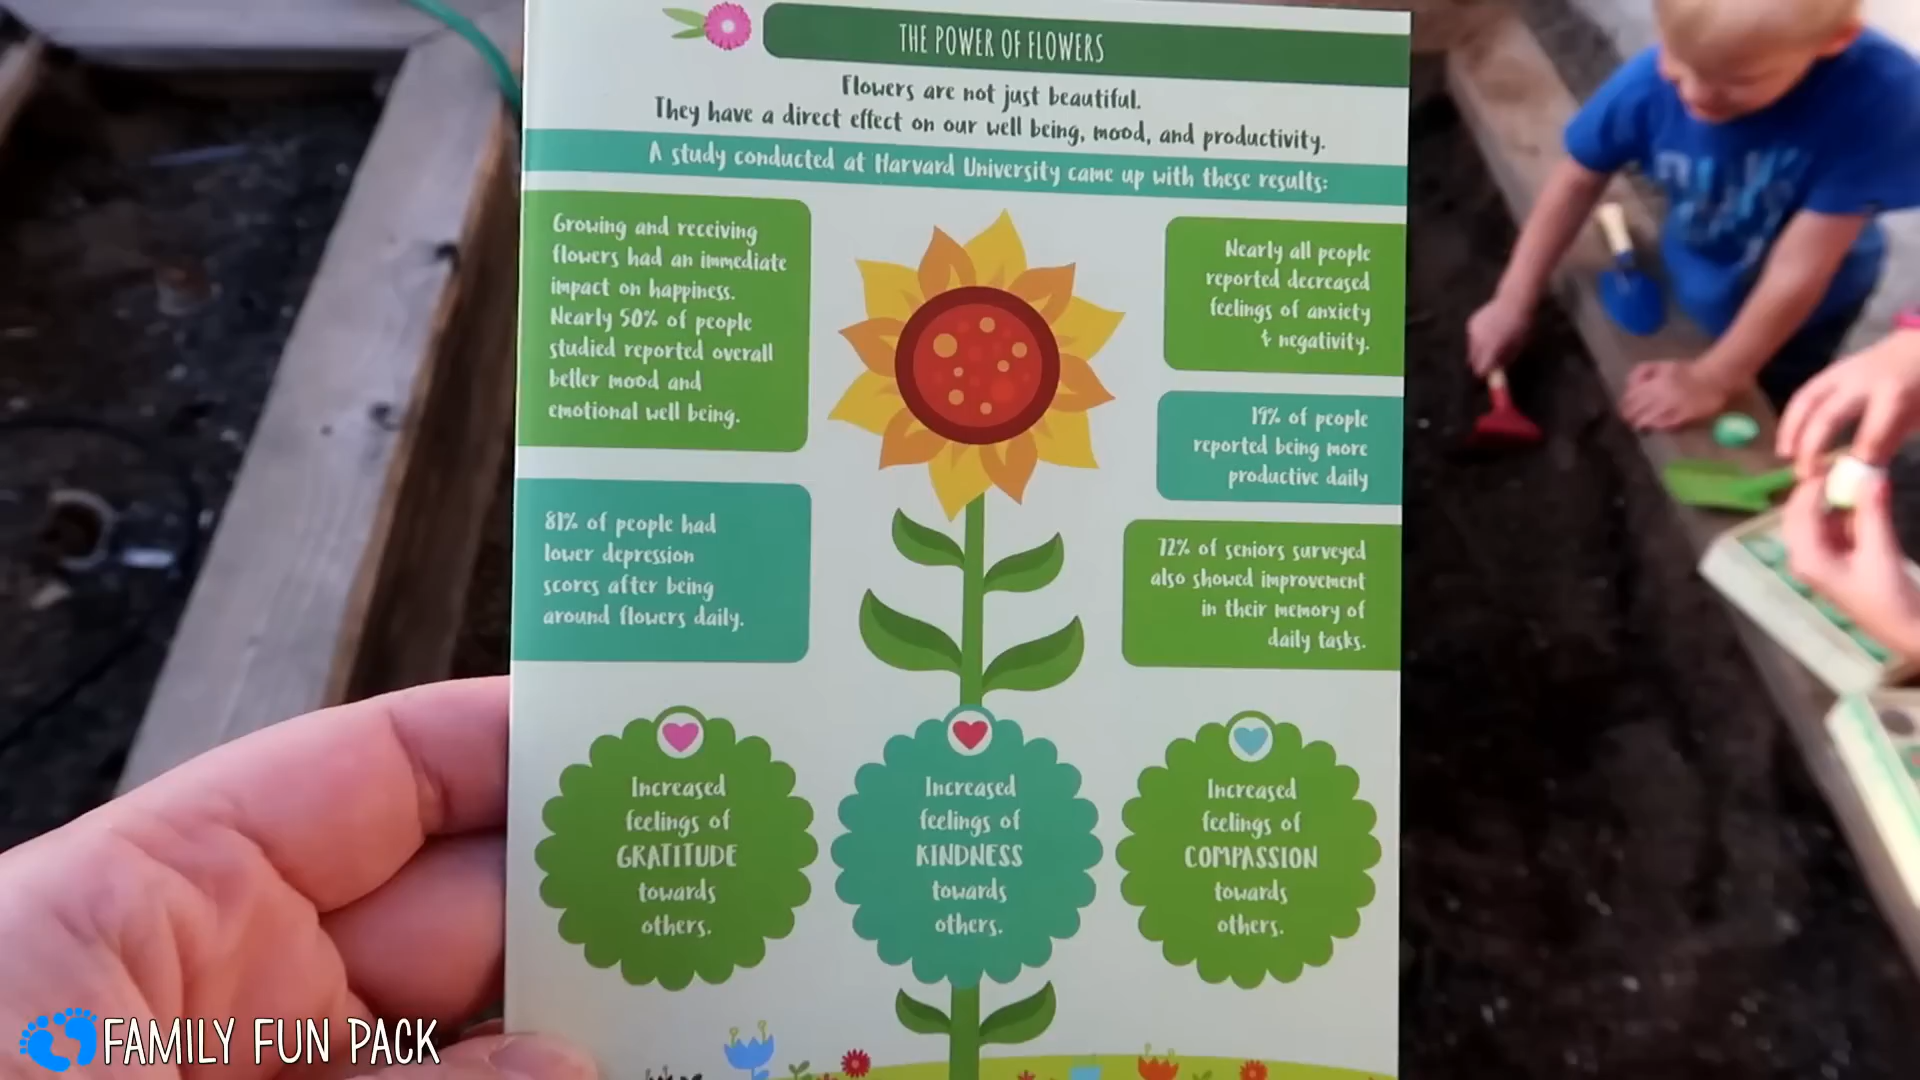 THE POWER OF FLOWERS
Flowers are not just beautiful.
They have a direct effect on our well being, mood, and productivity.
A study conducted at Harvard University came up with these results:
Growing and receiving
flowers had an immediate
impact on happiness.
Nearly 50% of people
studied reported overall
better mood and
emotional well being.
81% of people had
lower depression
scores after being
around flowers daily.
Nearly all people
reported decreased
feelings of anxiety
& negativity.
19% of people
reported being more
productive daily
72% of seniors surveyed
also showed improvement
in their memory of
daily tasks.
Increased
feelings of
GRATITUDE
towards
others.
Increased
feelings of
KINDNESS
towards
others.
Increased
feelings of
COMPASSION
towards
others.
FAMILY FUN PACK